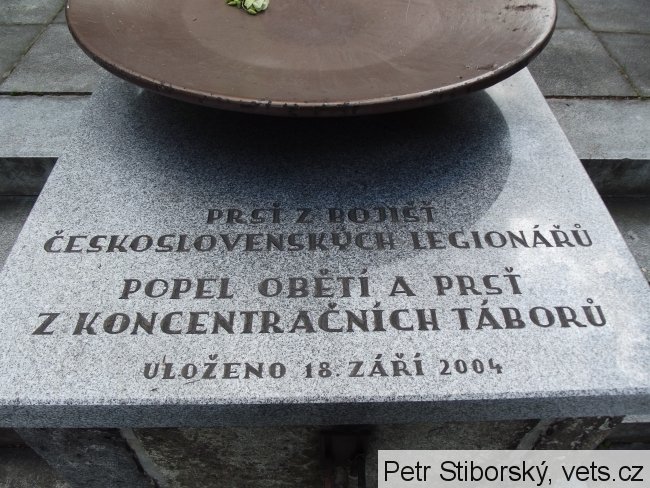 PRSŤ Z BOJIŠŤ
ČESKOSLOVENSKÝCH LEGIONÁŘŮ
POPEL OBĚTÍ A PRSŤ
Z KONCENTRAČNÍCH TÁBORŮ
ULOŽENO 18. ZÁŘÍ 2004
Petr Stiborský, vets.cz